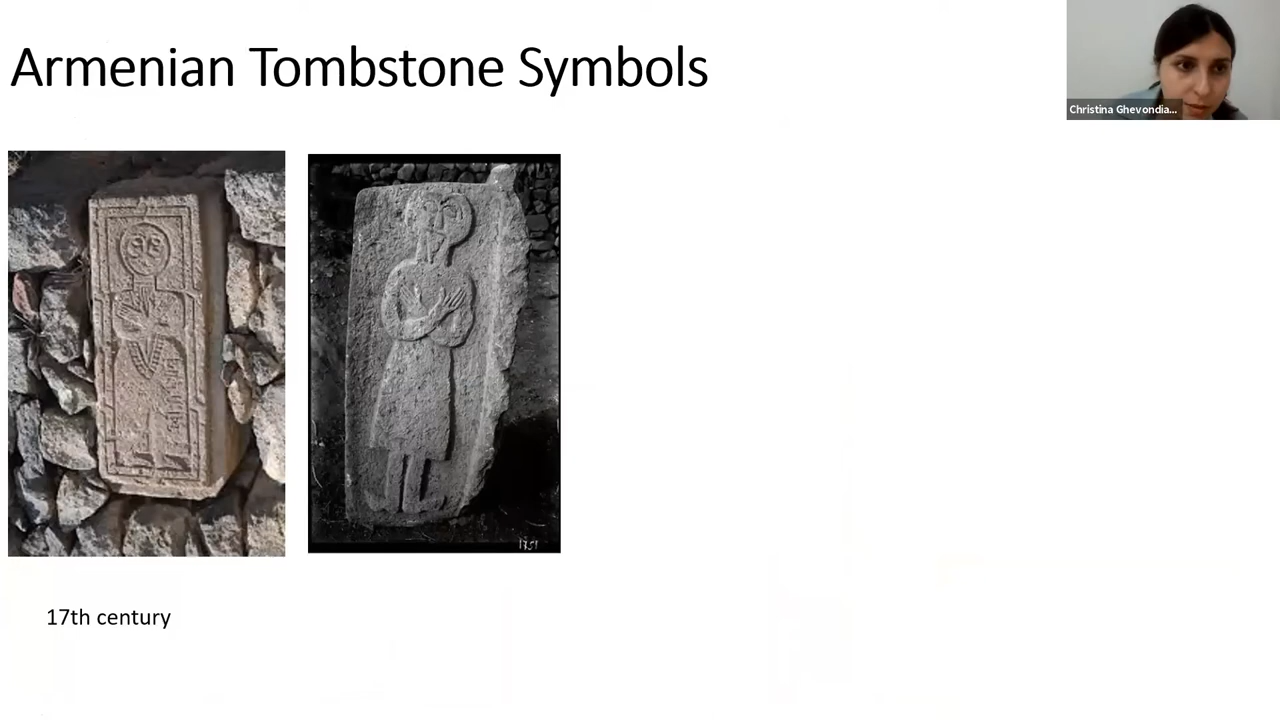 Armenian Tombstone Symbols
Christina Ghevondia...
17th century